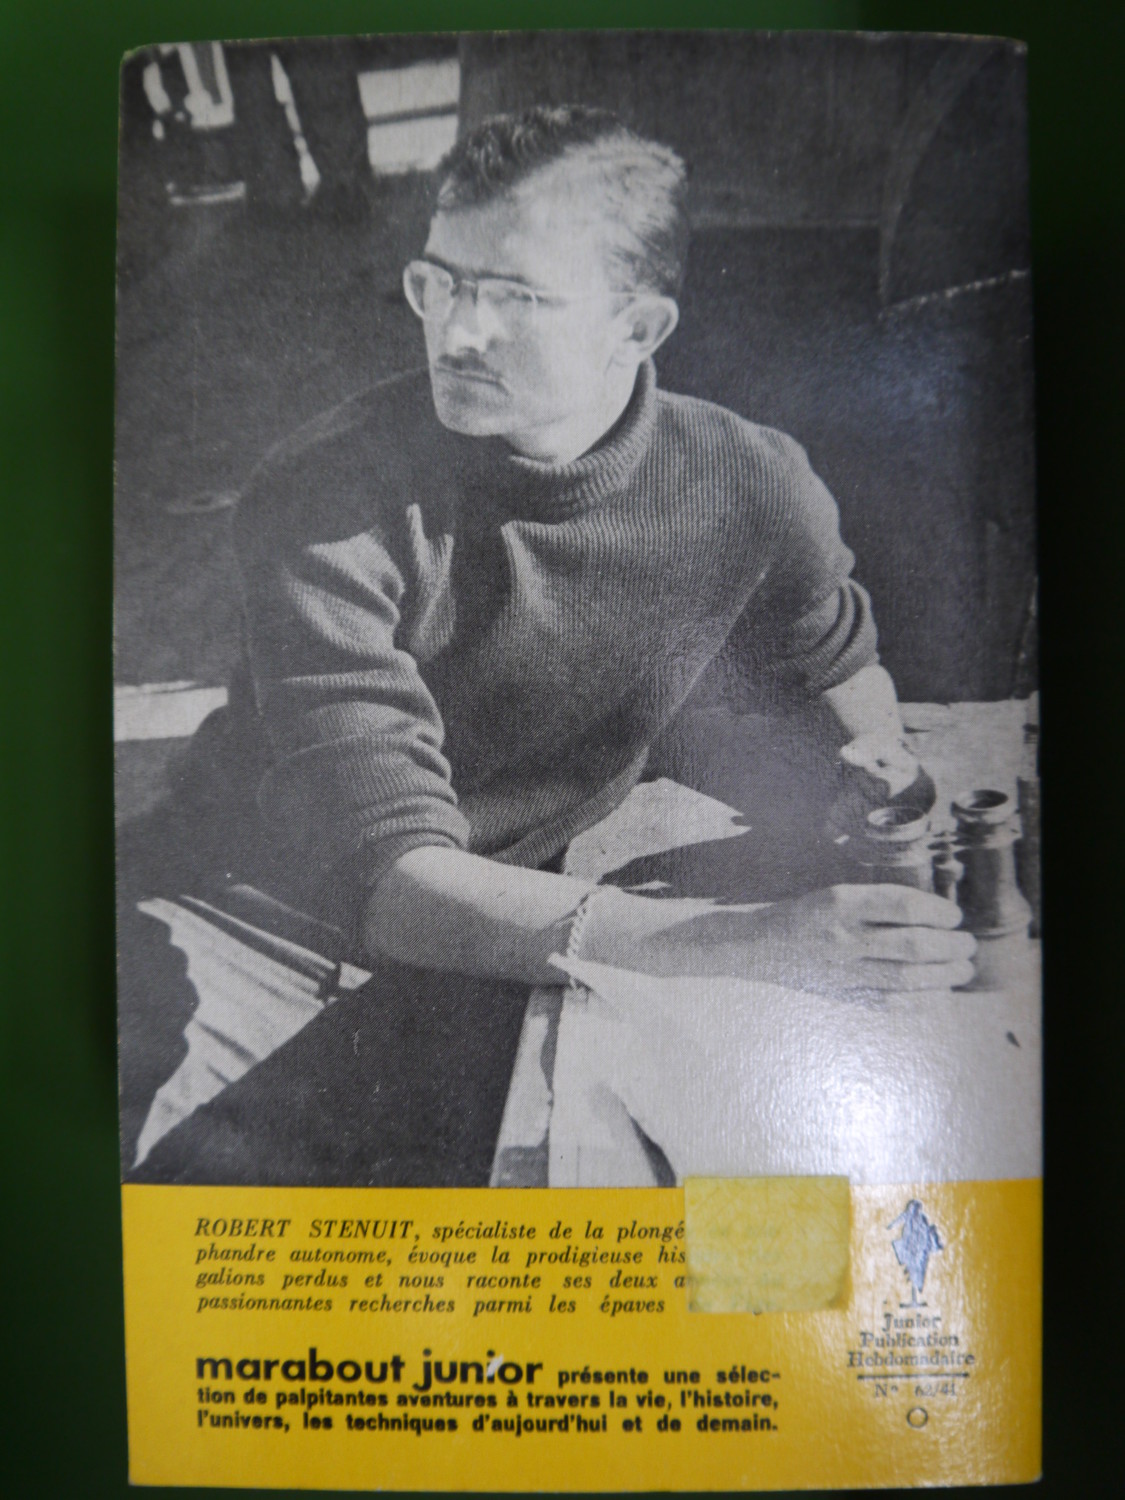 ROBERT STENUIT, spécialiste de la plongé
phandre autonome, évoque la prodigieuse his
galions perdus et nous raconte ses deux a
passionnantes recherches parmi les épaves
marabout junior présente une sélec-
tion de palpitantes aventures à travers la vie, l'histoire,
l'univers, les techniques d'aujourd'hui et de demain.
Junior
Publication
Hebdomadaire
N° 62/41